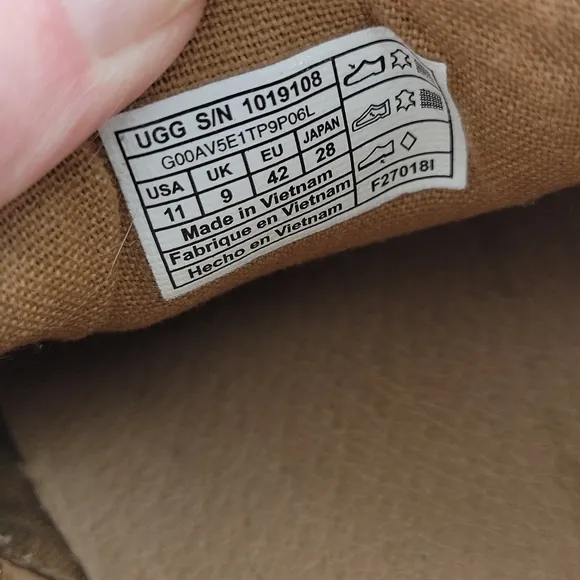 UGG S/N 1019108
G00AV5E1TP9P06L
USA UK EU JAPAN
11 9 42 28
Made in Vietnam
Fabrique en Vietnam
Hecho en Vietnam
F27018I